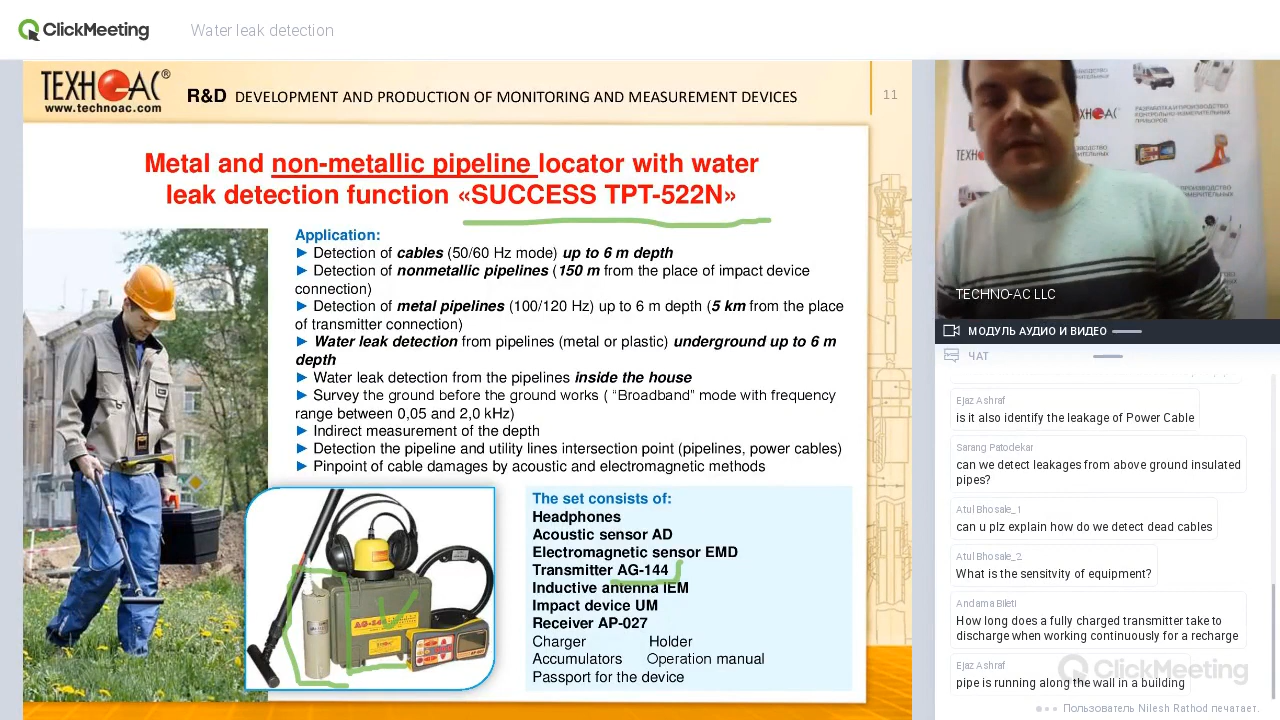 ClickMeeting
Water leak detection
ТЕХНО-АС®
www.technoac.com
R&D DEVELOPMENT AND PRODUCTION OF MONITORING AND MEASUREMENT DEVICES
11
Metal and non-metallic pipeline locator with water
leak detection function «SUCCESS TPT-522N»
Application:
► Detection of cables (50/60 Hz mode) up to 6 m depth
► Detection of nonmetallic pipelines (150 m from the place of impact device
connection)
► Detection of metal pipelines (100/120 Hz) up to 6 m depth (5 km from the place
of transmitter connection)
► Water leak detection from pipelines (metal or plastic) underground up to 6 m
depth
► Water leak detection from the pipelines inside the house
► Survey the ground before the ground works ( “Broadband” mode with frequency
range between 0,05 and 2,0 kHz)
► Indirect measurement of the depth
► Detection the pipeline and utility lines intersection point (pipelines, power cables)
► Pinpoint of cable damages by acoustic and electromagnetic methods
The set consists of:
Headphones
Acoustic sensor AD
Electromagnetic sensor EMD
Transmitter AG-144
Inductive antenna IEM
Impact device UM
Receiver AP-027
Charger Holder
Accumulators Operation manual
Passport for the device
РАЗРАБОТКА И ПРОИЗВОДСТВО
КОНТРОЛЬНО-ИЗМЕРИТЕЛЬНЫХ
ПРИБОРОВ
TECHNO-AC LLC
МОДУЛЬ АУДИО И ВИДЕО
ЧАТ
Ejaz Ashraf
is it also identify the leakage of Power Cable
Sarang Patodekar
can we detect leakages from above ground insulated
pipes?
Atul Bhosale_1
can u plz explain how do we detect dead cables
Atul Bhosale_2
What is the sensitvity of equipment?
Andama Bileti
How long does a fully charged transmitter take to
discharge when working continuously for a recharge
Ejaz Ashraf
pipe is running along the wall in a building
ClickMeeting
Пользователь Nilesh Rathod печатает.